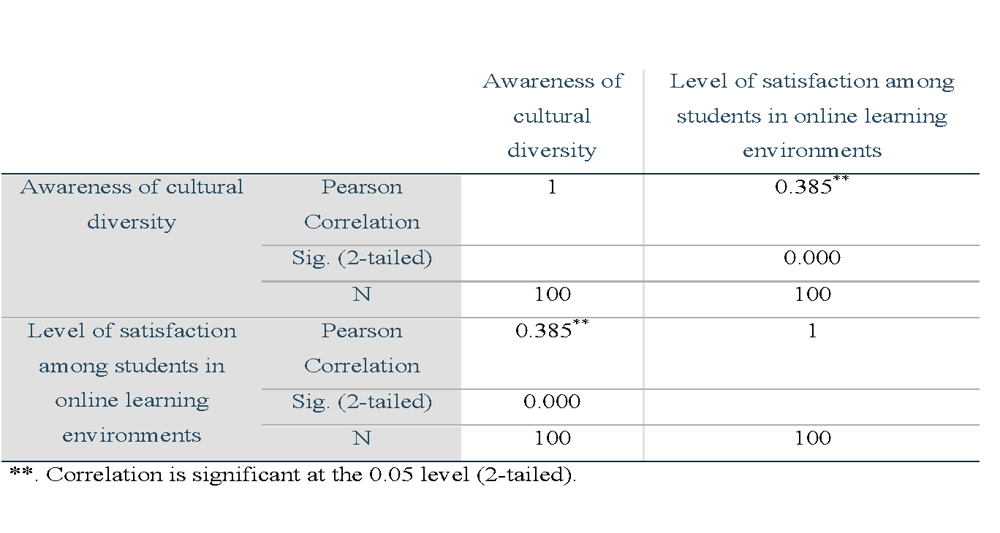 Awareness of
cultural
diversity
Level of satisfaction among
students in online learning
environments
Awareness of cultural
diversity
Pearson
Correlation
1
0.385**
Sig. (2-tailed)
0.000
N
100
100
Level of satisfaction
among students in
online learning
environments
Pearson
Correlation
0.385**
1
Sig. (2-tailed)
0.000
N
100
100
**. Correlation is significant at the 0.05 level (2-tailed).